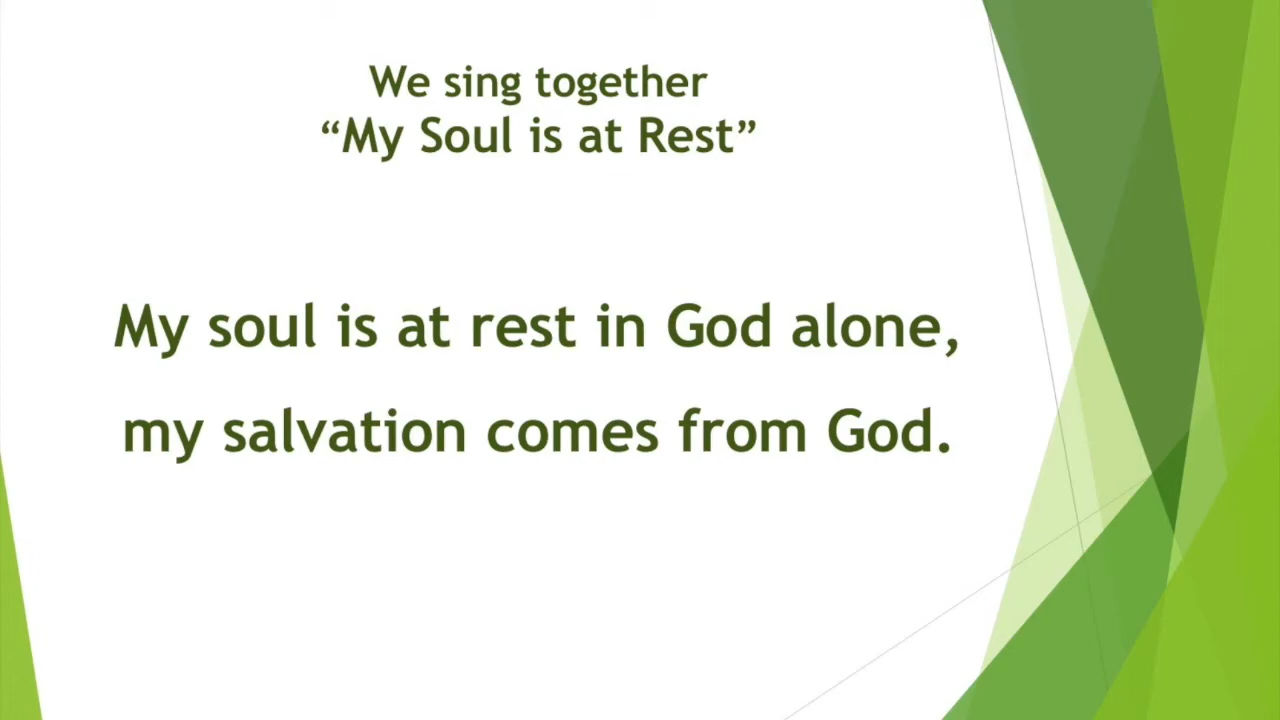 We sing together
“My Soul is at Rest”
My soul is at rest in God alone,
my salvation comes from God.